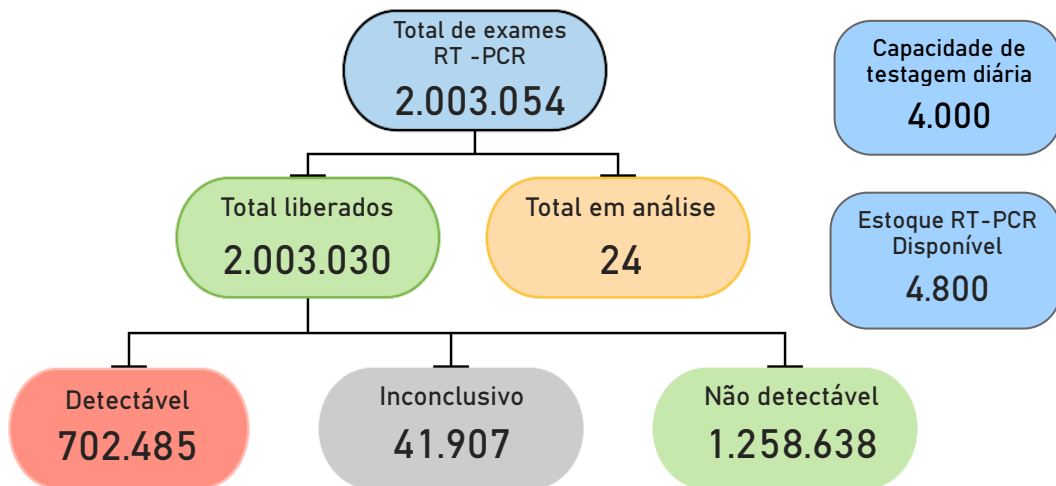 Total de exames
RT -PCR
2.003.054
Capacidade de
testagem diária
4.000
Total liberados
2.003.030
Total em análise
24
Estoque RT-PCR
Disponível
4.800
Detectável
702.485
Inconclusivo
41.907
Não detectável
1.258.638